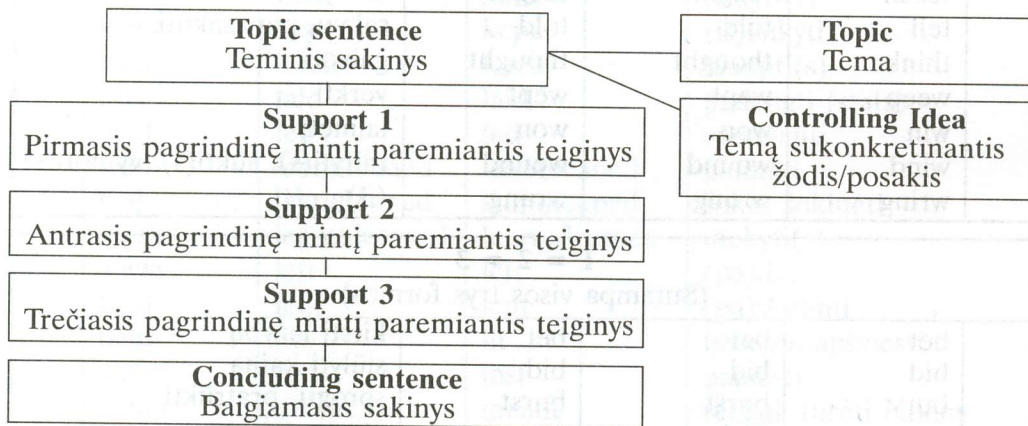 Topic sentence
Teminis sakinys
Topic
Tema
Support 1
Pirmasis pagrindinę mintį paremiantis teiginys
Controlling Idea
Temą sukonkretinantis
žodis/posakis
Support 2
Antrasis pagrindinę mintį paremiantis teiginys
Support 3
Trečiasis pagrindinę mintį paremiantis teiginys
Concluding sentence
Baigiamasis sakinys